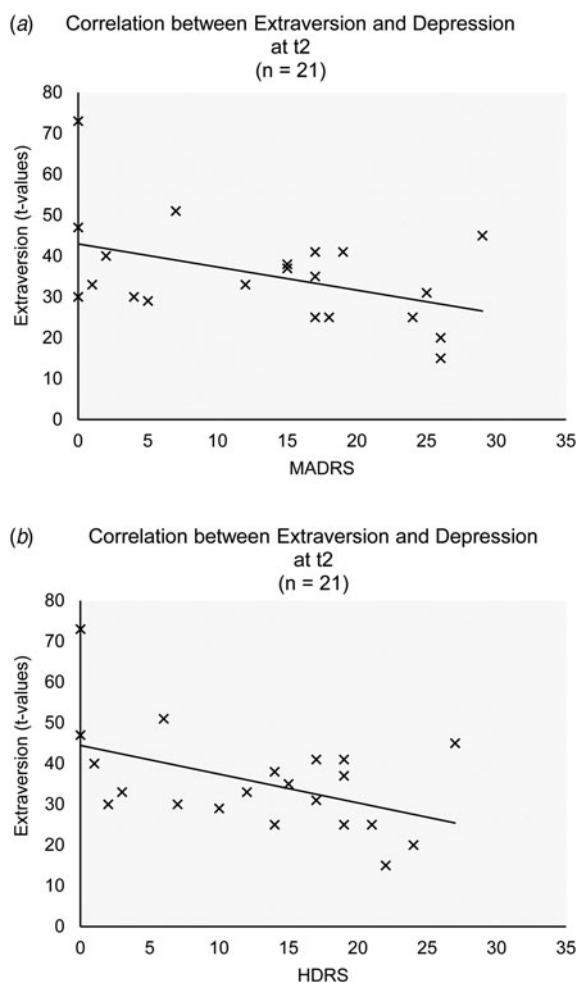 (a) Correlation between Extraversion and Depression
at t2
(n = 21)
80
70
60
50
40
30
20
10
0
Extraversion (t-values)
0 5 10 15 20 25 30 35
MADRS
(b) Correlation between Extraversion and Depression
at t2
(n = 21)
80
70
60
50
40
30
20
10
0
Extraversion (t-values)
0 5 10 15 20 25 30 35
HDRS